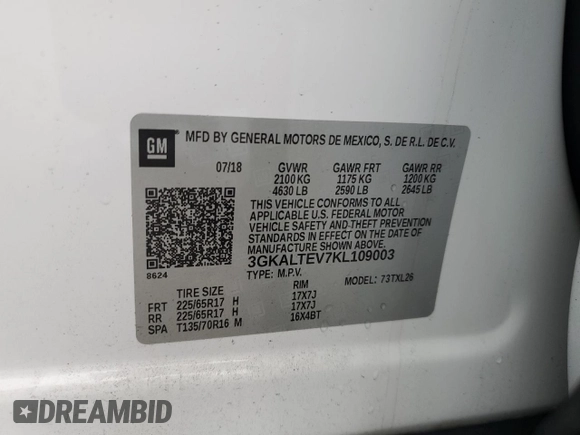 GM
MFD BY GENERAL MOTORS DE MEXICO, S. DE R.L. DE C.V.
07/18 GVWR GAWR FRT GAWR RR
2100 KG 1175 KG 1200 KG
4630 LB 2590 LB 2645 LB
THIS VEHICLE CONFORMS TO ALL
APPLICABLE U.S. FEDERAL MOTOR
VEHICLE SAFETY AND THEFT-PREVENTION
STANDARDS IN EFFECT ON THE DATE OF
MANUFACTURE SHOWN ABOVE.
3GKALTEV7KL109003
8624 TYPE: M.P.V. MODEL: 73TXL26
TIRE SIZE RIM
FRT 225/65R17 H 17X7J
RR 225/65R17 H 17X7J
SPA T135/70R16 M 16X4BT
DREAMBID